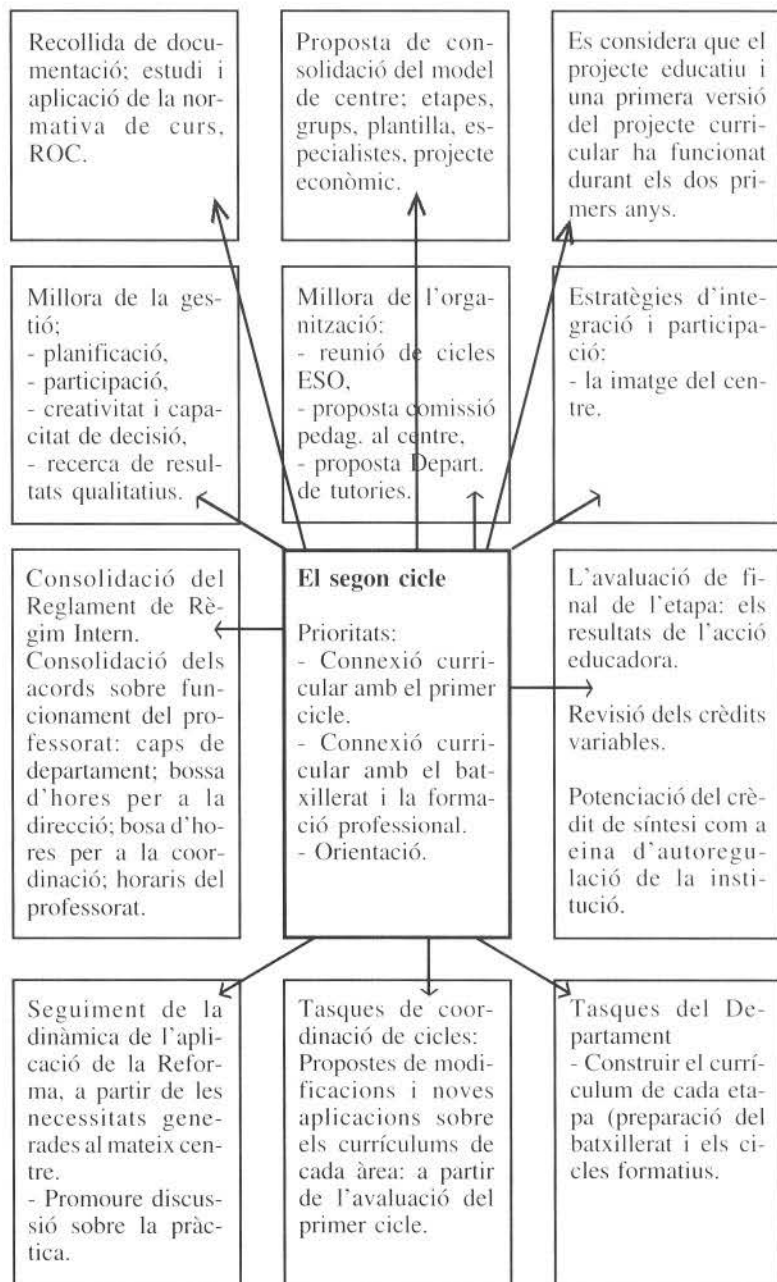 Recollida de docu-
mentació; estudi i
aplicació de la nor-
mativa de curs,
ROC.
Proposta de con-
solidació del model
de centre: etapes,
grups, plantilla, es-
pecialistes, projecte
econòmic.
Es considera que el
projecte educatiu i
una primera versió
del projecte curri-
cular ha funcionat
durant els dos pri-
mers anys.
Millora de la ges-
tió;
- planificació,
- participació,
- creativitat i capa-
citat de decisió,
- recerca de resul-
tats qualitatius.
Millora de l'orga-
nització:
- reunió de cicles
ESO,
- proposta comissió
pedag. al centre,
- proposta Depart.
de tutories.
Estratègies d'inte-
gració i participa-
ció:
- la imatge del cen-
tre.
Consolidació del
Reglament de Rè-
gim Intern.
Consolidació dels
acords sobre fun-
cionament del pro-
fessorat: caps de
departament; bossa
d'hores per a la
direcció; bosa d'ho-
res per a la coor-
dinació; horaris del
professorat.
El segon cicle
Prioritats:
- Connexió curri-
cular amb el primer
cicle.
- Connexió curri-
cular amb el bat-
xillerat i la forma-
ció professional.
- Orientació.
L'avaluació de fi-
nal de l'etapa: els
resultats de l'acció
educadora.
Revisió dels crèdits
variables.
Potenciació del crè-
dit de síntesi com a
eina d'autoregu-
lació de la insti-
tució.
Seguiment de la
dinàmica de l'apli-
cació de la Refor-
ma, a partir de les
necessitats gene-
rades al mateix cen-
tre.
- Promoure discus-
sió sobre la pràc-
tica.
Tasques de coor-
dinació de cicles:
Propostes de modi-
ficacions i noves
aplicacions sobre
els currículums de
cada àrea: a partir
de l'avaluació del
primer cicle.
Tasques del De-
partament
- Construir el currí-
culum de cada eta-
pa (preparació del
batxillerat i els ci-
cles formatius.